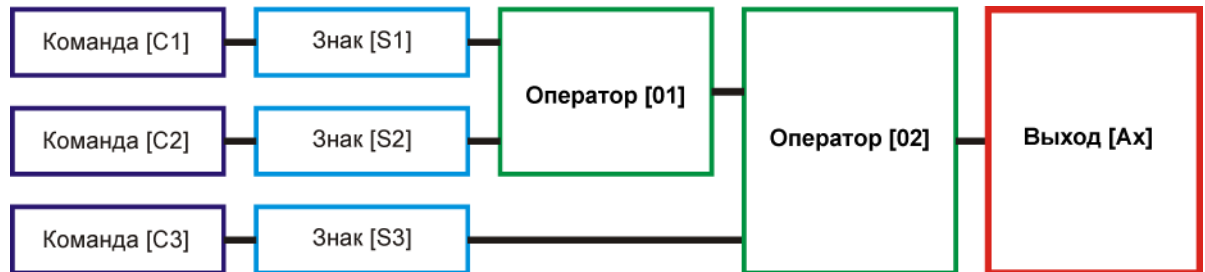 Команда [C1]
Знак [S1]
Оператор [01]
Оператор [02]
Выход [Ax]
Команда [C2]
Знак [S2]
Команда [C3]
Знак [S3]